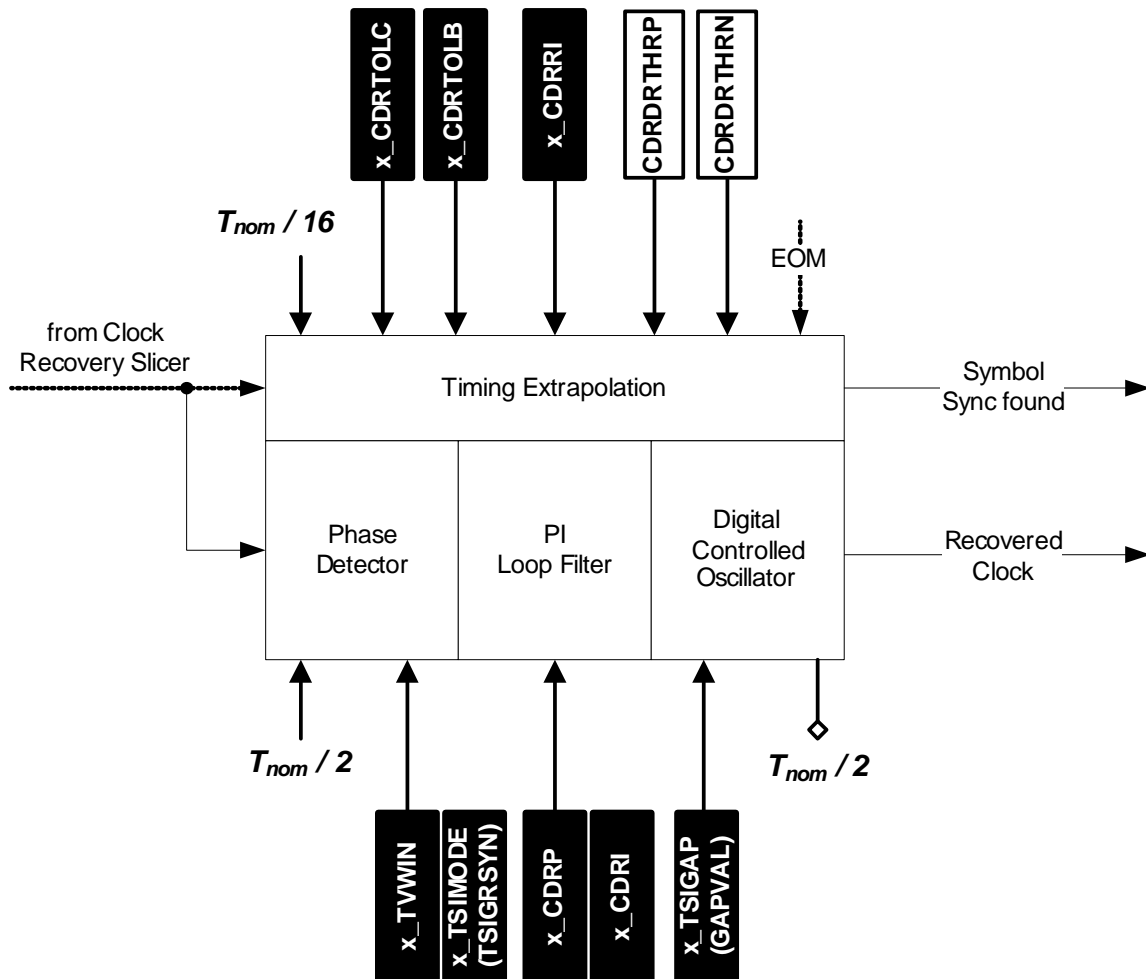 x_CDRTOLC
x_CDRTOLB
x_CDRRI
CDRDRTHRP
CDRDRTHRN
Tnom / 16
EOM
from Clock
Recovery Slicer
Timing Extrapolation
Symbol
Sync found
Phase
Detector
PI
Loop Filter
Digital
Controlled
Oscillator
Recovered
Clock
Tnom / 2
Tnom / 2
x_TVWIN
x_TSIMODE
(TSIGRSYN)
x_CDRP
x_CDRI
x_TSIGAP
(GAPVAL)